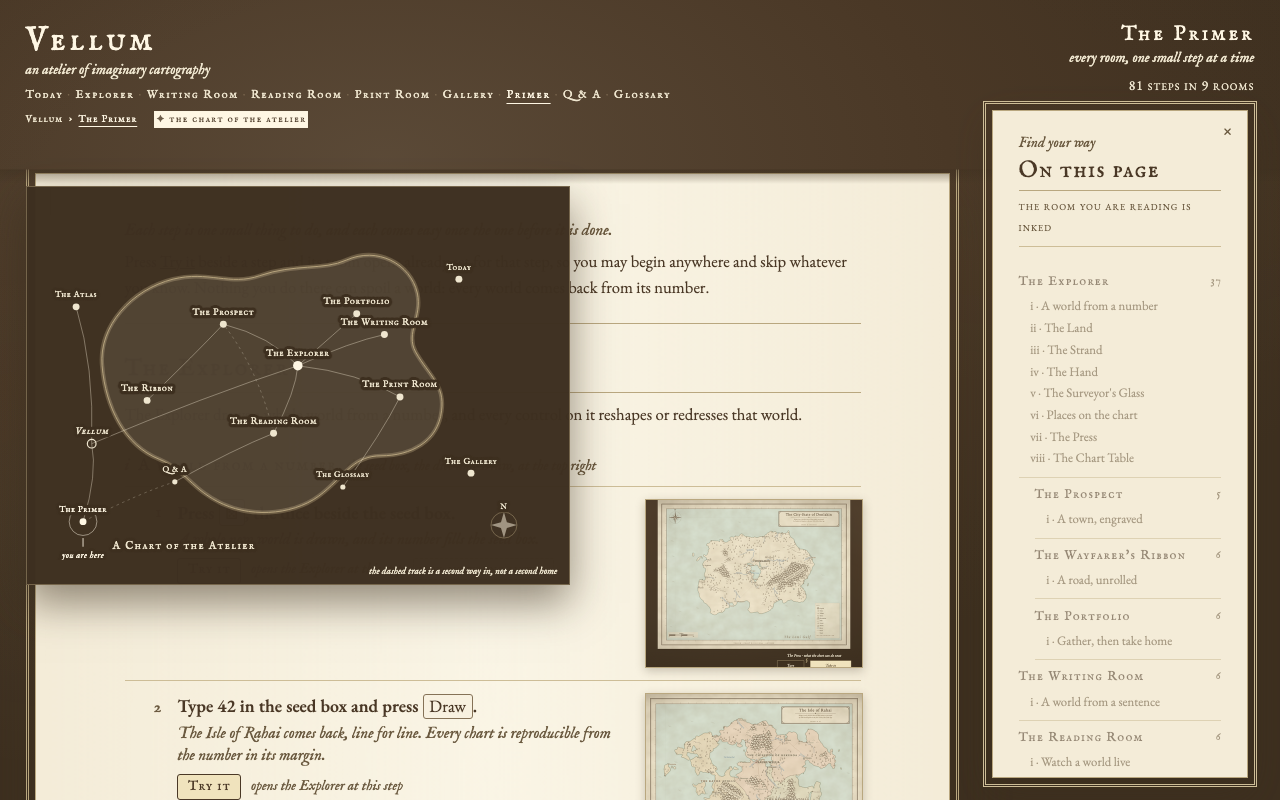 Vellum
an atelier of imaginary cartography
Today · Explorer · Writing Room · Reading Room · Print Room · Gallery · Primer · Q & A · Glossary
Vellum › The Primer ✦ the chart of the atelier
The Primer
every room, one small step at a time
81 steps in 9 rooms
is done.
you may begin anywhere and skip whatever
back from its number.
on it reshapes or redresses that world.
right
Today
The Atlas
The Portfolio
The Prospect
The Writing Room
The Explorer
The Ribbon
The Print Room
The Reading Room
Vellum
Q & A
The Gallery
The Glossary
The Primer
N
you are here
A Chart of the Atelier
the dashed track is a second way in, not a second home
2 Type 42 in the seed box and press Draw.
The Isle of Rahai comes back, line for line. Every chart is reproducible from
the number in its margin.
Try it opens the Explorer at this step
The Isle of Rahai
×
Find your way
On this page
the room you are reading is
inked
The Explorer 37
i · A world from a number
ii · The Land
iii · The Strand
iv · The Hand
v · The Surveyor's Glass
vi · Places on the chart
vii · The Press
viii · The Chart Table
The Prospect 5
i · A town, engraved
The Wayfarer's Ribbon 6
i · A road, unrolled
The Portfolio 6
i · Gather, then take home
The Writing Room 6
i · A world from a sentence
The Reading Room 6
i · Watch a world live